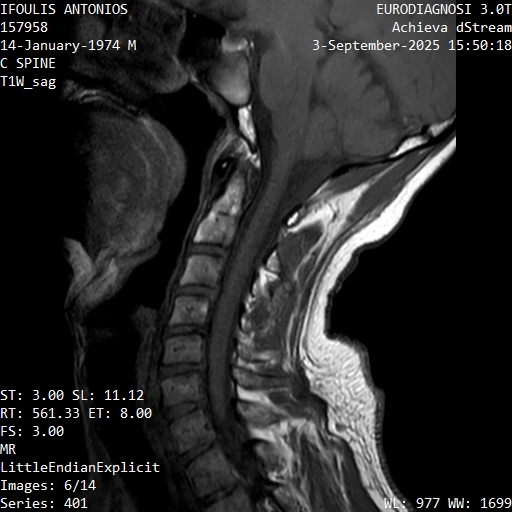 IFOULIS ANTONIOS
157958
14-January-1974 M
C SPINE
T1W_sag
EURODIAGNOSI 3.0T
Achieva dStream
3-September-2025 15:50:18
ST: 3.00 SL: 11.12
RT: 561.33 ET: 8.00
FS: 3.00
MR
LittleEndianExplicit
Images: 6/14
Series: 401
WL: 977 WW: 1699